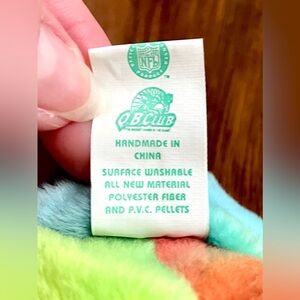 NFL
QB CLUB
HANDMADE IN
CHINA
SURFACE WASHABLE
ALL NEW MATERIAL
POLYESTER FIBER
AND P.V.C. PELLETS